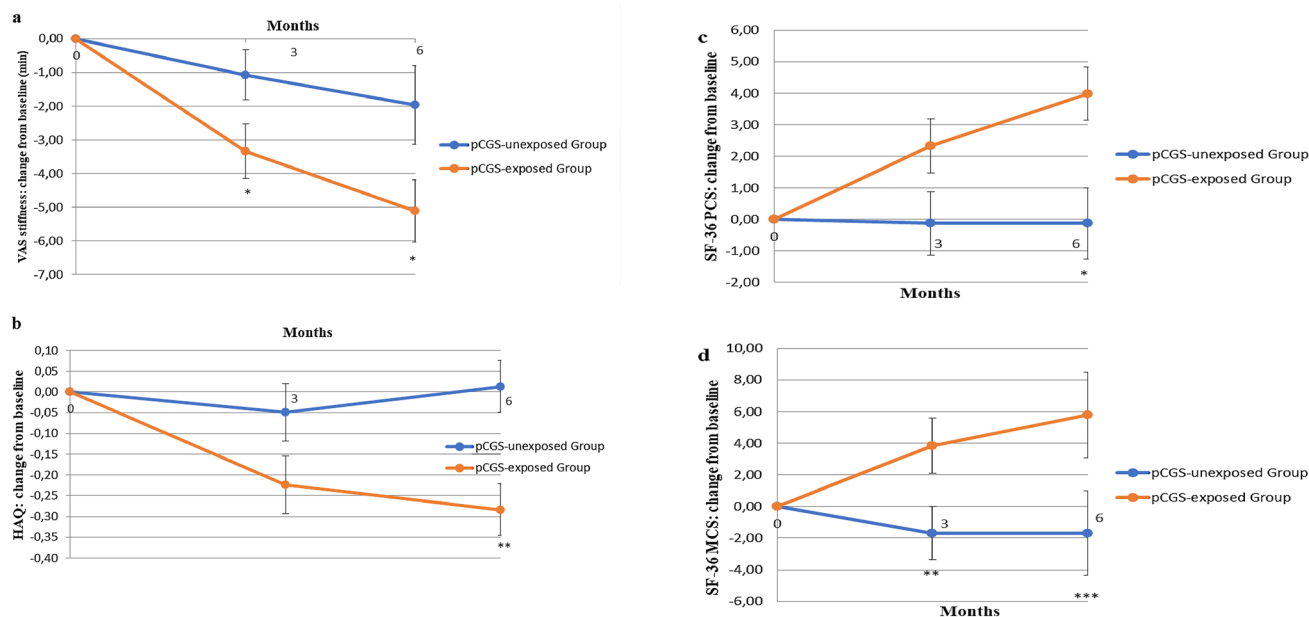 a
Months
0,00
-1,00
-2,00
-3,00
-4,00
-5,00
-6,00
-7,00
0
3
6
VAS stiffness: change from baseline (min)
pCGS-unexposed Group
pCGS-exposed Group
*
*
b
Months
0,10
0,05
0,00
-0,05
-0,10
-0,15
-0,20
-0,25
-0,30
-0,35
-0,40
0
3
6
HAQ: change from baseline
pCGS-unexposed Group
pCGS-exposed Group
**
c
6,00
5,00
4,00
3,00
2,00
1,00
0,00
-1,00
-2,00
0
3
6
SF-36 PCS: change from baseline
pCGS-unexposed Group
pCGS-exposed Group
*
Months
d
10,00
8,00
6,00
4,00
2,00
0,00
-2,00
-4,00
-6,00
0
3
6
SF-36 MCS: change from baseline
pCGS-unexposed Group
pCGS-exposed Group
**
***
Months